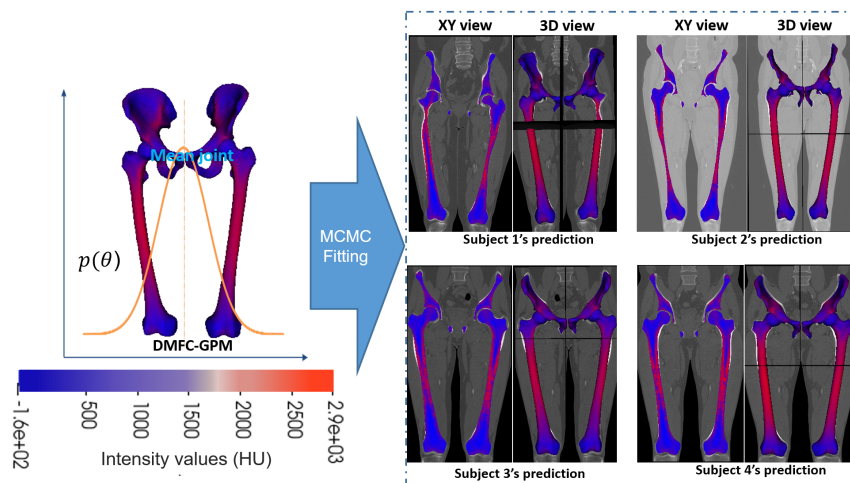 XY view
3D view
XY view
3D view
Mean joint
p(θ)
DMFC-GPM
-1.6e+02
500
1000
1500
2000
2500
2.9e+03
Intensity values (HU)
MCMC
Fitting
Subject 1's prediction
Subject 2's prediction
Subject 3's prediction
Subject 4's prediction